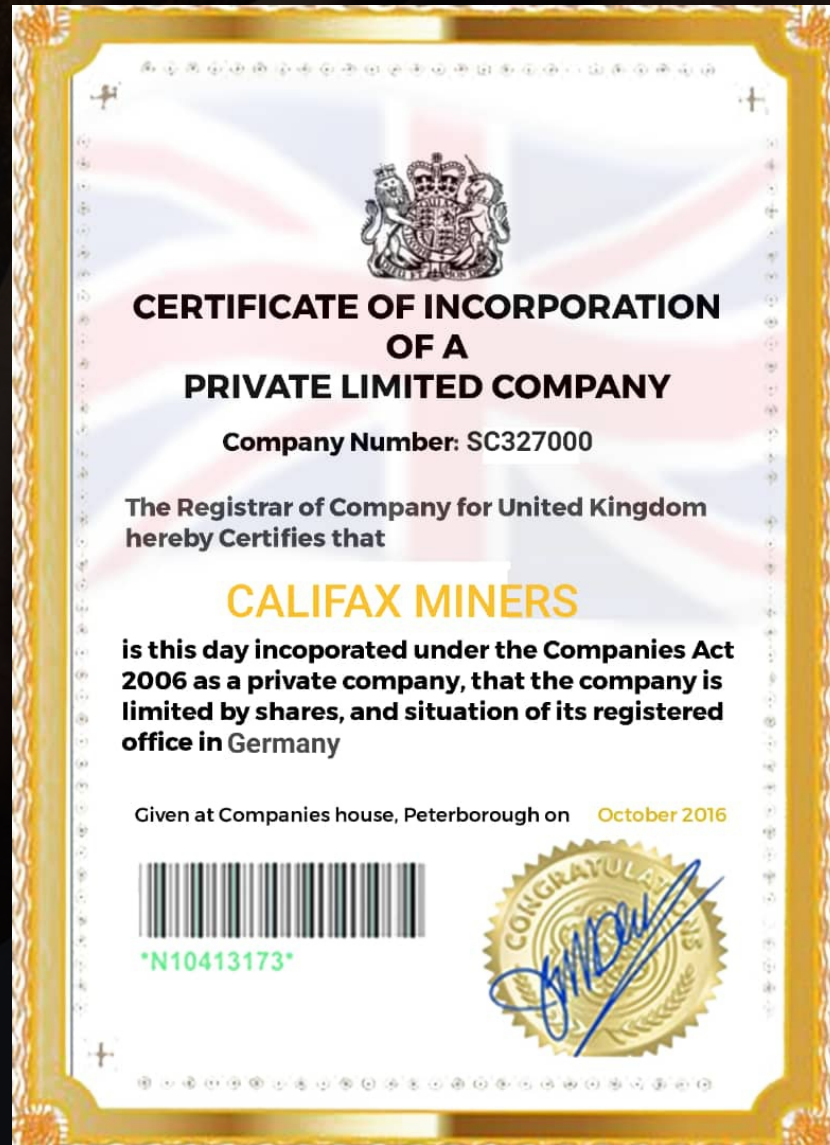 CERTIFICATE OF INCORPORATION
OF A
PRIVATE LIMITED COMPANY
Company Number: SC327000
The Registrar of Company for United Kingdom
hereby Certifies that
CALIFAX MINERS
is this day incoporated under the Companies Act
2006 as a private company, that the company is
limited by shares, and situation of its registered
office in Germany
Given at Companies house, Peterborough on October 2016
*N10413173*
CONGRATULATIONS